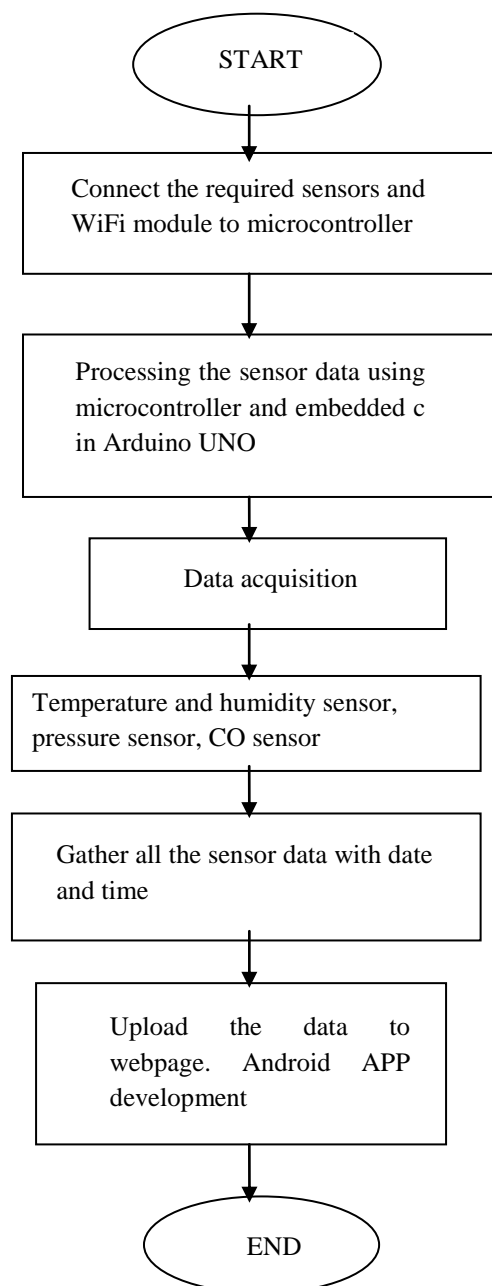 START
Connect the required sensors and
WiFi module to microcontroller
Processing the sensor data using
microcontroller and embedded c
in Arduino UNO
Data acquisition
Temperature and humidity sensor,
pressure sensor, CO sensor
Gather all the sensor data with date
and time
Upload the data to
webpage. Android APP
development
END